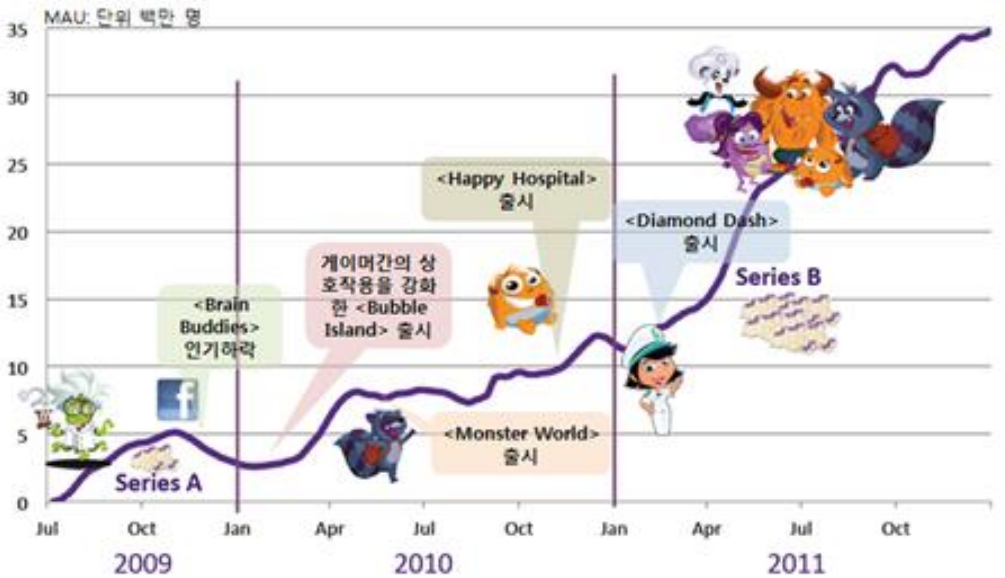 MAU: 단위 백만 명
35
30
25
20
15
10
5
0
<Happy Hospital>
출시
<Diamond Dash>
출시
게이머간의 상
호작용을 강화
한 <Bubble
Island> 출시
<Brain
Buddies>
인기하락
Series B
f
<Monster World>
출시
Series A
Jul
Oct
Jan
Apr
Jul
Oct
Jan
Apr
Jul
Oct
2009
2010
2011